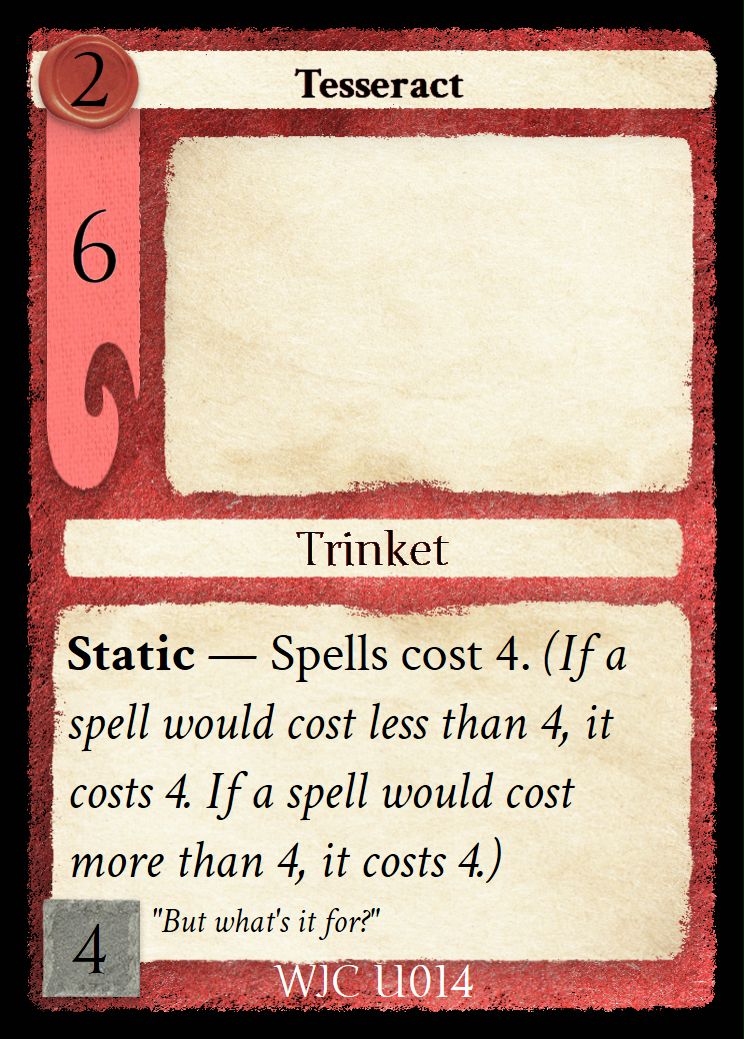 2
Tesseract
6
Trinket
Static — Spells cost 4. (If a
spell would cost less than 4, it
costs 4. If a spell would cost
more than 4, it costs 4.)
"But what's it for?"
4
WJC U014